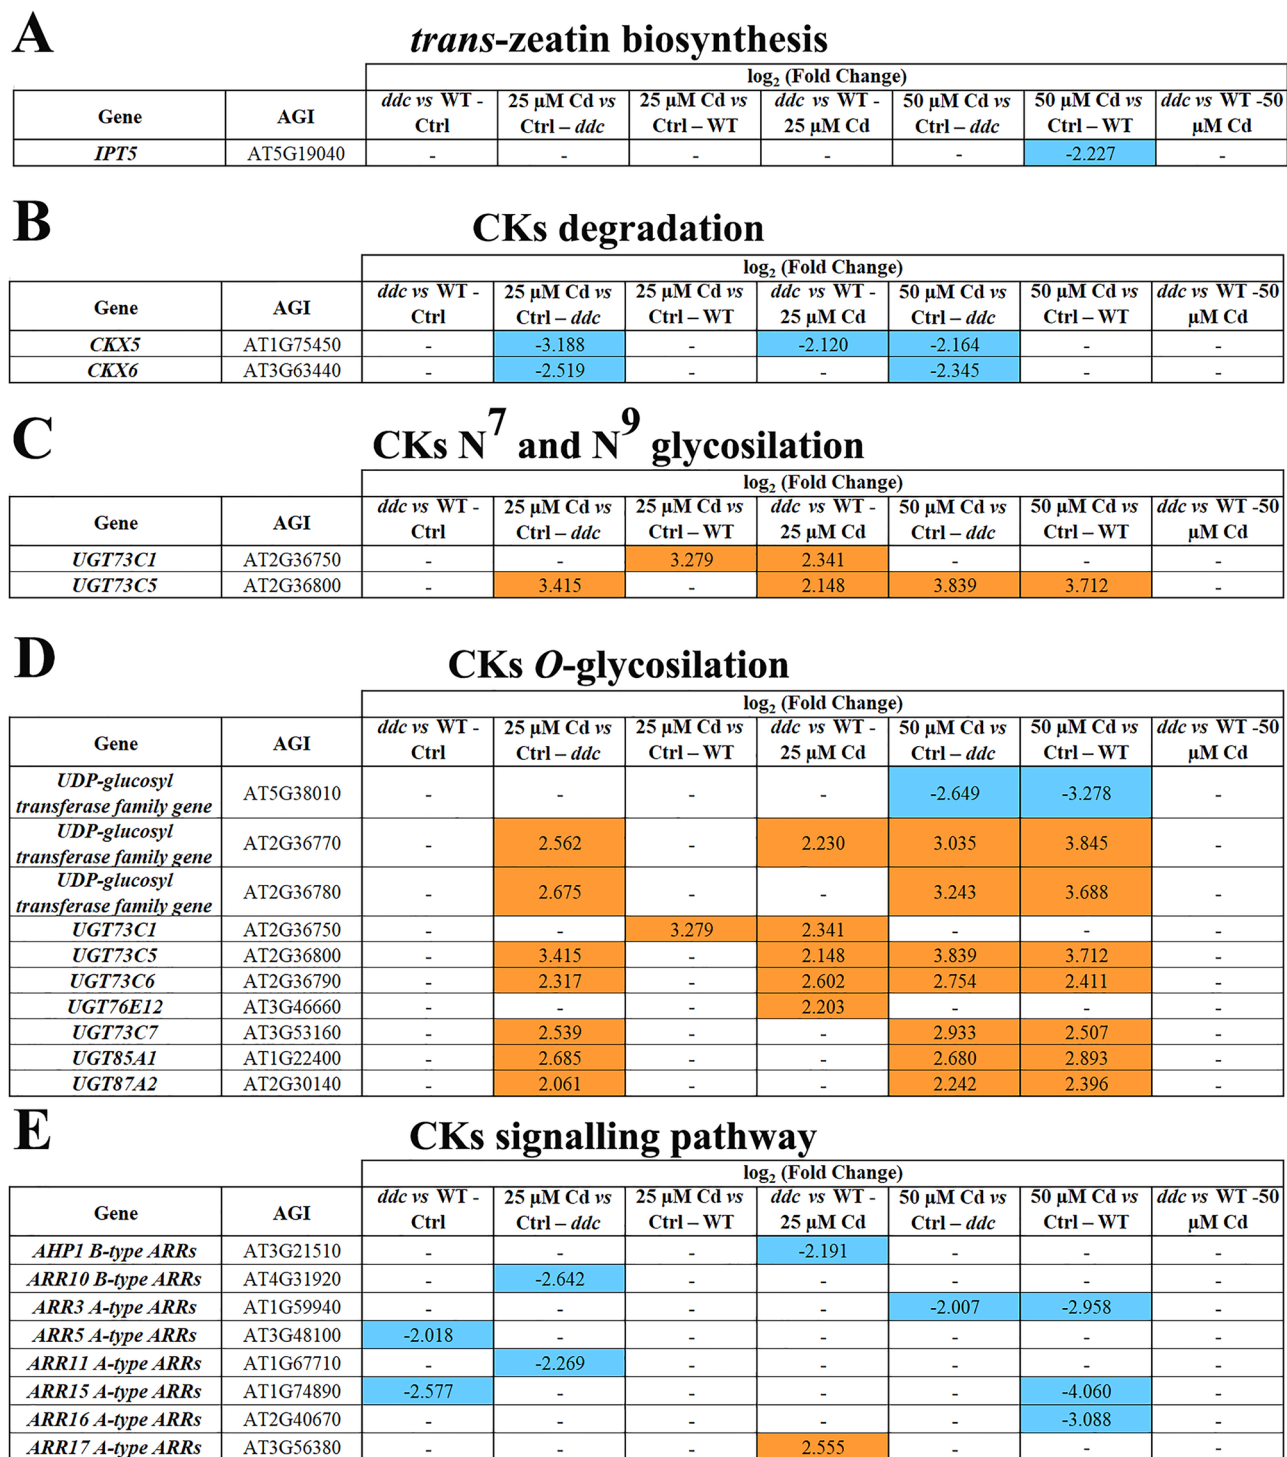 A
trans-zeatin biosynthesis
log2 (Fold Change)
Gene AGI ddc vs WT - Ctrl 25 µM Cd vs Ctrl – ddc 25 µM Cd vs Ctrl – WT ddc vs WT - 25 µM Cd 50 µM Cd vs Ctrl – ddc 50 µM Cd vs Ctrl – WT ddc vs WT -50 µM Cd
IPT5 AT5G19040 - - - - - -2.227 -
B
CKs degradation
log2 (Fold Change)
Gene AGI ddc vs WT - Ctrl 25 µM Cd vs Ctrl – ddc 25 µM Cd vs Ctrl – WT ddc vs WT - 25 µM Cd 50 µM Cd vs Ctrl – ddc 50 µM Cd vs Ctrl – WT ddc vs WT -50 µM Cd
CKX5 AT1G75450 - -3.188 - -2.120 -2.164 - -
CKX6 AT3G63440 - -2.519 - - -2.345 - -
C
CKs N7 and N9 glycosilation
log2 (Fold Change)
Gene AGI ddc vs WT - Ctrl 25 µM Cd vs Ctrl – ddc 25 µM Cd vs Ctrl – WT ddc vs WT - 25 µM Cd 50 µM Cd vs Ctrl – ddc 50 µM Cd vs Ctrl – WT ddc vs WT -50 µM Cd
UGT73C1 AT2G36750 - - 3.279 2.341 - - -
UGT73C5 AT2G36800 - 3.415 - 2.148 3.839 3.712 -
D
CKs O-glycosilation
log2 (Fold Change)
Gene AGI ddc vs WT - Ctrl 25 µM Cd vs Ctrl – ddc 25 µM Cd vs Ctrl – WT ddc vs WT - 25 µM Cd 50 µM Cd vs Ctrl – ddc 50 µM Cd vs Ctrl – WT ddc vs WT -50 µM Cd
UDP-glucosyl transferase family gene AT5G38010 - - - - -2.649 -3.278 -
UDP-glucosyl transferase family gene AT2G36770 - 2.562 - 2.230 3.035 3.845 -
UDP-glucosyl transferase family gene AT2G36780 - 2.675 - - 3.243 3.688 -
UGT73C1 AT2G36750 - - 3.279 2.341 - - -
UGT73C5 AT2G36800 - 3.415 - 2.148 3.839 3.712 -
UGT73C6 AT2G36790 - 2.317 - 2.602 2.754 2.411 -
UGT76E12 AT3G46660 - - - 2.203 - - -
UGT73C7 AT3G53160 - 2.539 - - 2.933 2.507 -
UGT85A1 AT1G22400 - 2.685 - - 2.680 2.893 -
UGT87A2 AT2G30140 - 2.061 - - 2.242 2.396 -
E
CKs signalling pathway
log2 (Fold Change)
Gene AGI ddc vs WT - Ctrl 25 µM Cd vs Ctrl – ddc 25 µM Cd vs Ctrl – WT ddc vs WT - 25 µM Cd 50 µM Cd vs Ctrl – ddc 50 µM Cd vs Ctrl – WT ddc vs WT -50 µM Cd
AHP1 B-type ARRs AT3G21510 - - - -2.191 - - -
ARR10 B-type ARRs AT4G31920 - -2.642 - - - - -
ARR3 A-type ARRs AT1G59940 - - - - -2.007 -2.958 -
ARR5 A-type ARRs AT3G48100 -2.018 - - - - - -
ARR11 A-type ARRs AT1G67710 - -2.269 - - - - -
ARR15 A-type ARRs AT1G74890 -2.577 - - - - -4.060 -
ARR16 A-type ARRs AT2G40670 - - - - - -3.088 -
ARR17 A-type ARRs AT3G56380 - - - 2.555 - - -